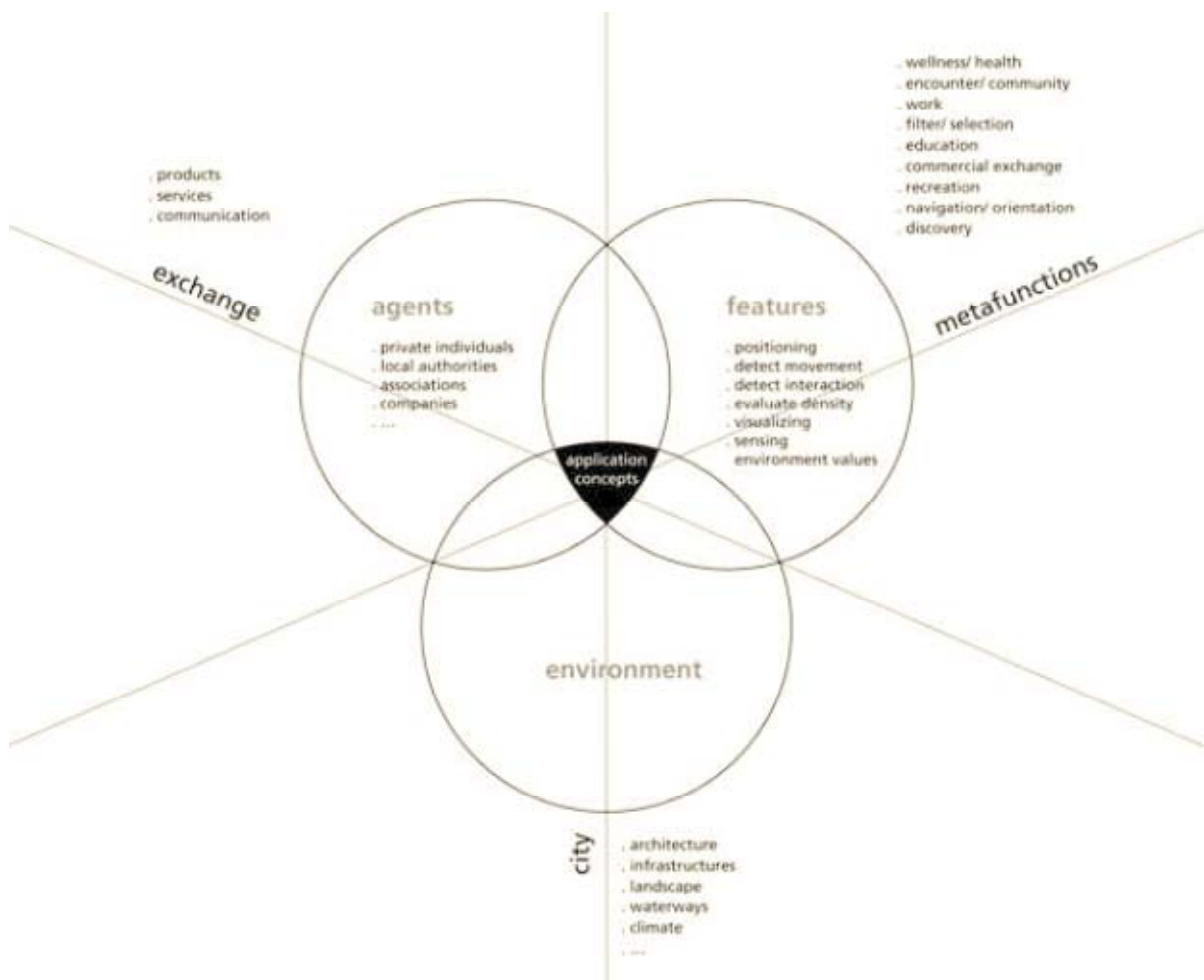 . wellness/ health
. encounter/ community
. work
. filter/ selection
. education
. commercial exchange
. recreation
. navigation/ orientation
. discovery
metafunctions
. products
. services
. communication
exchange
agents
. private individuals
. local authorities
. associations
. companies
. ...
features
. positioning
. detect movement
. detect interaction
. evaluate density
. visualizing
. sensing
environment values
application
concepts
environment
city
. architecture
. infrastructures
. landscape
. waterways
. climate
. ...